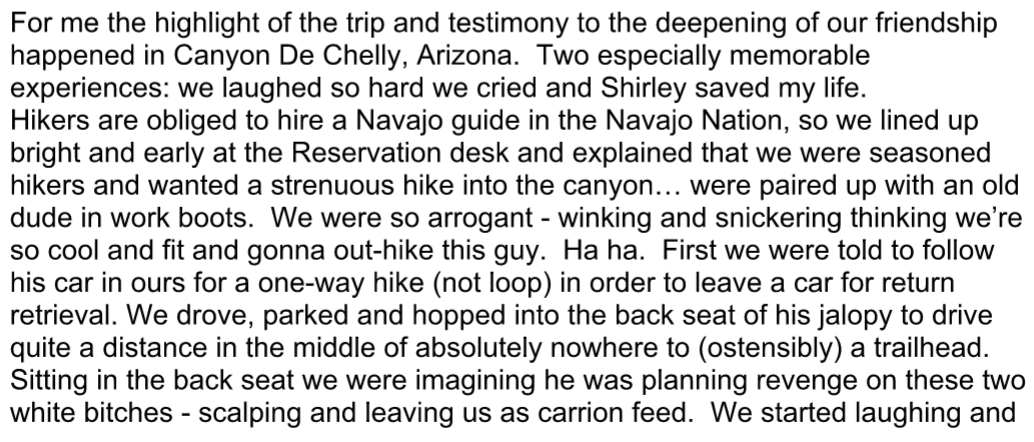 For me the highlight of the trip and testimony to the deepening of our friendship
happened in Canyon De Chelly, Arizona.  Two especially memorable
experiences: we laughed so hard we cried and Shirley saved my life.
Hikers are obliged to hire a Navajo guide in the Navajo Nation, so we lined up
bright and early at the Reservation desk and explained that we were seasoned
hikers and wanted a strenuous hike into the canyon… were paired up with an old
dude in work boots.  We were so arrogant - winking and snickering thinking we’re
so cool and fit and gonna out-hike this guy.  Ha ha.  First we were told to follow
his car in ours for a one-way hike (not loop) in order to leave a car for return
retrieval. We drove, parked and hopped into the back seat of his jalopy to drive
quite a distance in the middle of absolutely nowhere to (ostensibly) a trailhead.
Sitting in the back seat we were imagining he was planning revenge on these two
white bitches - scalping and leaving us as carrion feed.  We started laughing and